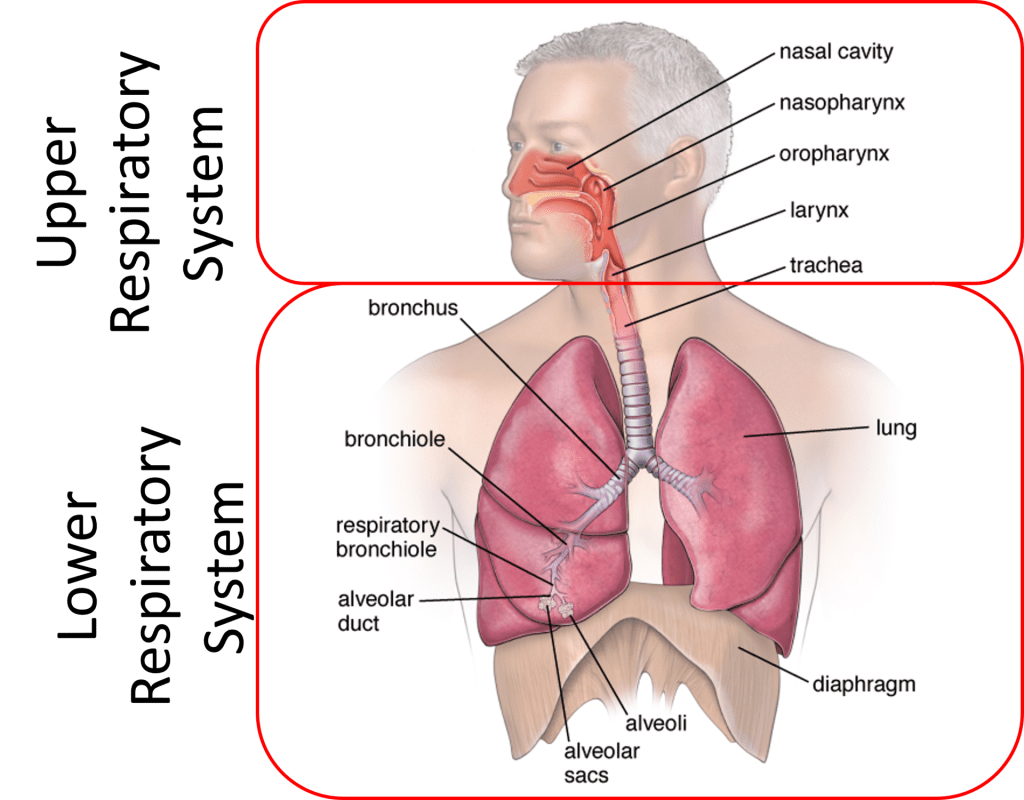 Upper
Respiratory
System
nasal cavity
nasopharynx
oropharynx
larynx
trachea
Lower
Respiratory
System
bronchus
bronchiole
respiratory
bronchiole
alveolar
duct
lung
diaphragm
alveoli
alveolar
sacs